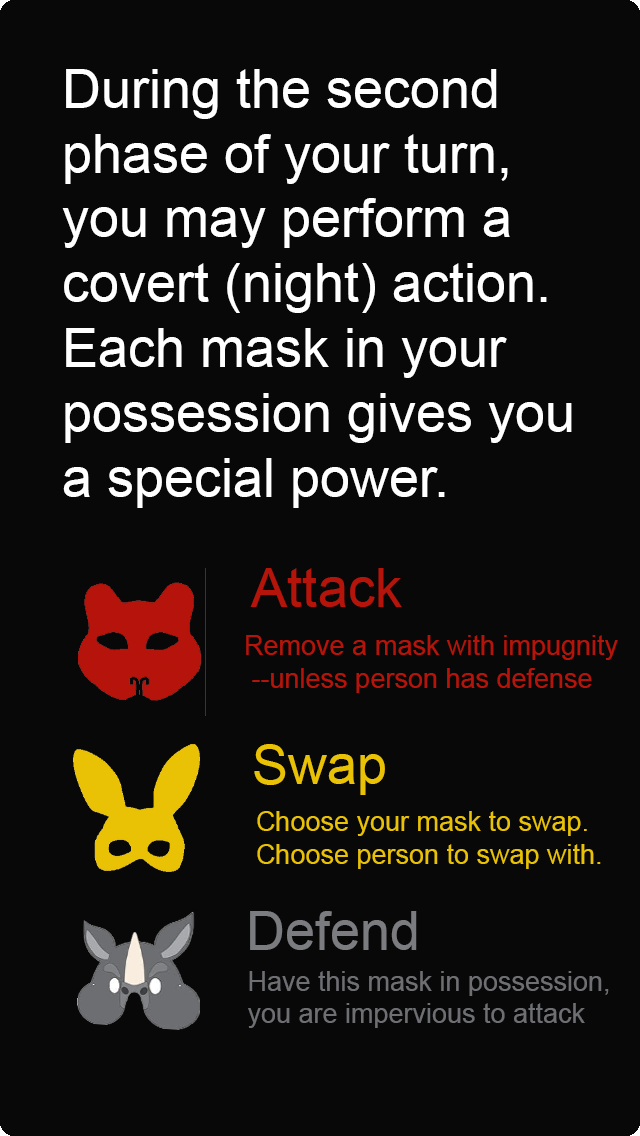 During the second
phase of your turn,
you may perform a
covert (night) action.
Each mask in your
possession gives you
a special power.
Attack
Remove a mask with impugnity
--unless person has defense
Swap
Choose your mask to swap.
Choose person to swap with.
Defend
Have this mask in possession,
you are impervious to attack